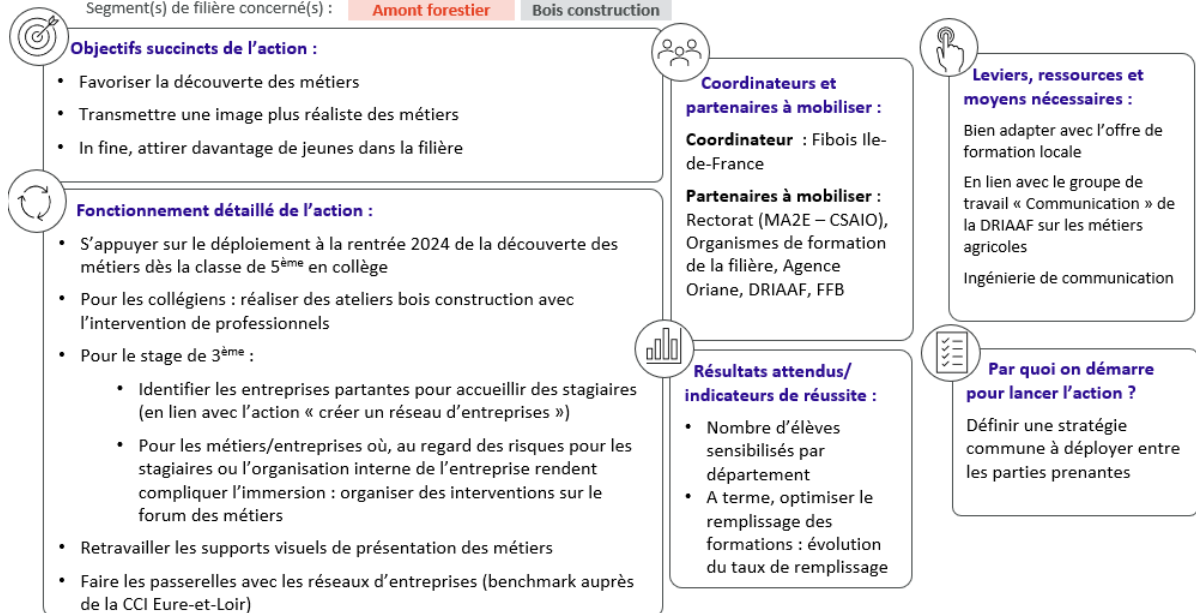 Segment(s) de filière concerné(s) : Amont forestier Bois construction
Objectifs succincts de l’action :
• Favoriser la découverte des métiers
• Transmettre une image plus réaliste des métiers
• In fine, attirer davantage de jeunes dans la filière
Fonctionnement détaillé de l’action :
• S’appuyer sur le déploiement à la rentrée 2024 de la découverte des
métiers dès la classe de 5ème en collège
• Pour les collégiens : réaliser des ateliers bois construction avec
l’intervention de professionnels
• Pour le stage de 3ème :
• Identifier les entreprises partantes pour accueillir des stagiaires
(en lien avec l’action « créer un réseau d’entreprises »)
• Pour les métiers/entreprises où, au regard des risques pour les
stagiaires ou l’organisation interne de l’entreprise rendent
compliquer l’immersion : organiser des interventions sur le
forum des métiers
• Retravailler les supports visuels de présentation des métiers
• Faire les passerelles avec les réseaux d’entreprises (benchmark auprès
de la CCI Eure-et-Loir)
Coordinateurs et
partenaires à mobiliser :
Coordinateur : Fibois Ile-
de-France
Partenaires à mobiliser :
Rectorat (MA2E – CSAIO),
Organismes de formation
de la filière, Agence
Oriane, DRIAAF, FFB
Résultats attendus/
indicateurs de réussite :
• Nombre d’élèves
sensibilisés par
département
• A terme, optimiser le
remplissage des
formations : évolution
du taux de remplissage
Leviers, ressources et
moyens nécessaires :
Bien adapter avec l’offre de
formation locale
En lien avec le groupe de
travail « Communication » de
la DRIAAF sur les métiers
agricoles
Ingénierie de communication
Par quoi on démarre
pour lancer l’action ?
Définir une stratégie
commune à déployer entre
les parties prenantes